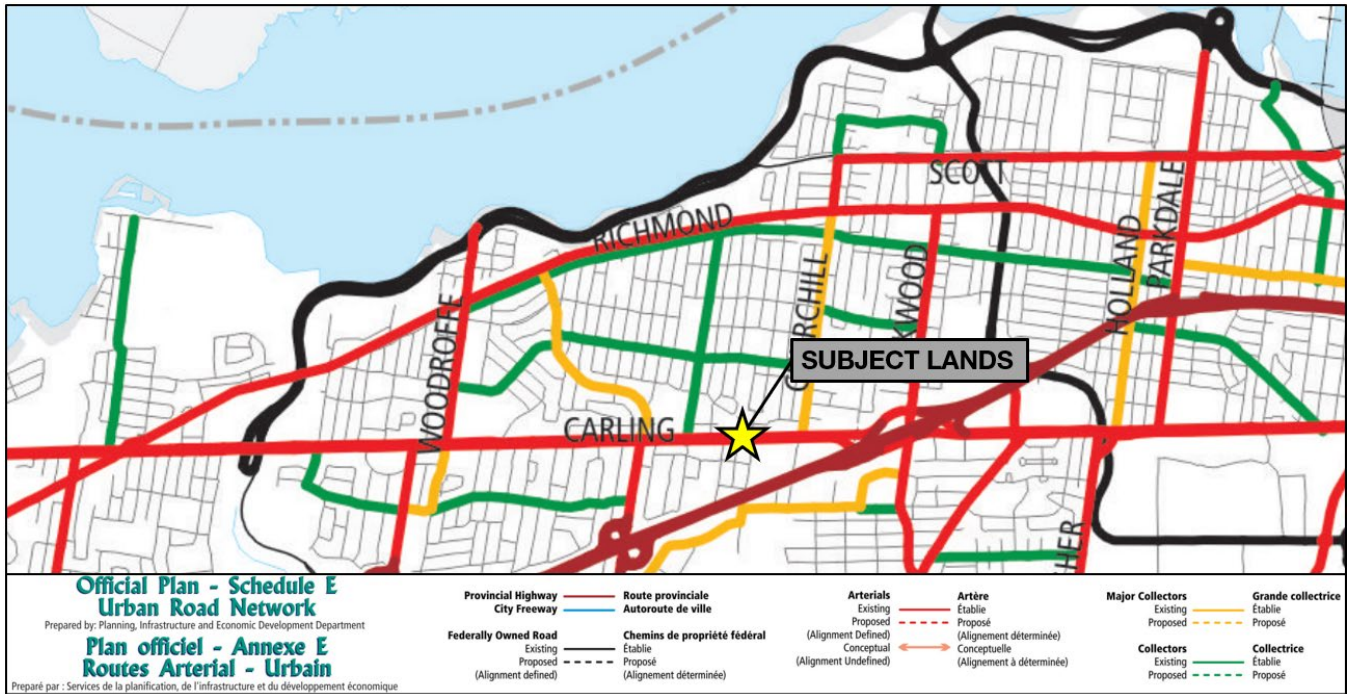 SCOTT
RICHMOND
PARKDALE
HOLLAND
WOODROFFE
SUBJECT LANDS
CARLING
Official Plan - Schedule E
Urban Road Network
Prepared by: Planning, Infrastructure and Economic Development Department
Plan officiel - Annexe E
Routes Arterial - Urbain
Preparé par : Services de la planification, de l'infrastructure et du développement économique
Provincial Highway Route provinciale
City Freeway Autoroute de ville
Federally Owned Road Chemins de propriété fédéral
Existing Établie
Proposed Proposé
(Alignment defined) (Alignement déterminée)
Arterials Artère
Existing Établie
Proposed Proposé
(Alignment Defined) (Alignement déterminée)
Conceptual Conceptuelle
(Alignment Undefined) (Alignement à déterminée)
Major Collectors Grande collectrice
Existing Établie
Proposed Proposé
Collectors Collectrice
Existing Établie
Proposed Proposé